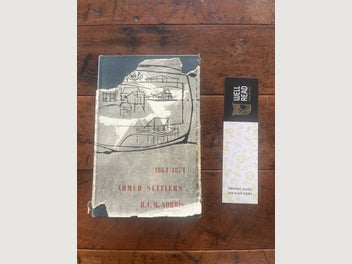 1864-1874
ARMED SETTLERS
H.C.M. NORRIS
WELL
READ